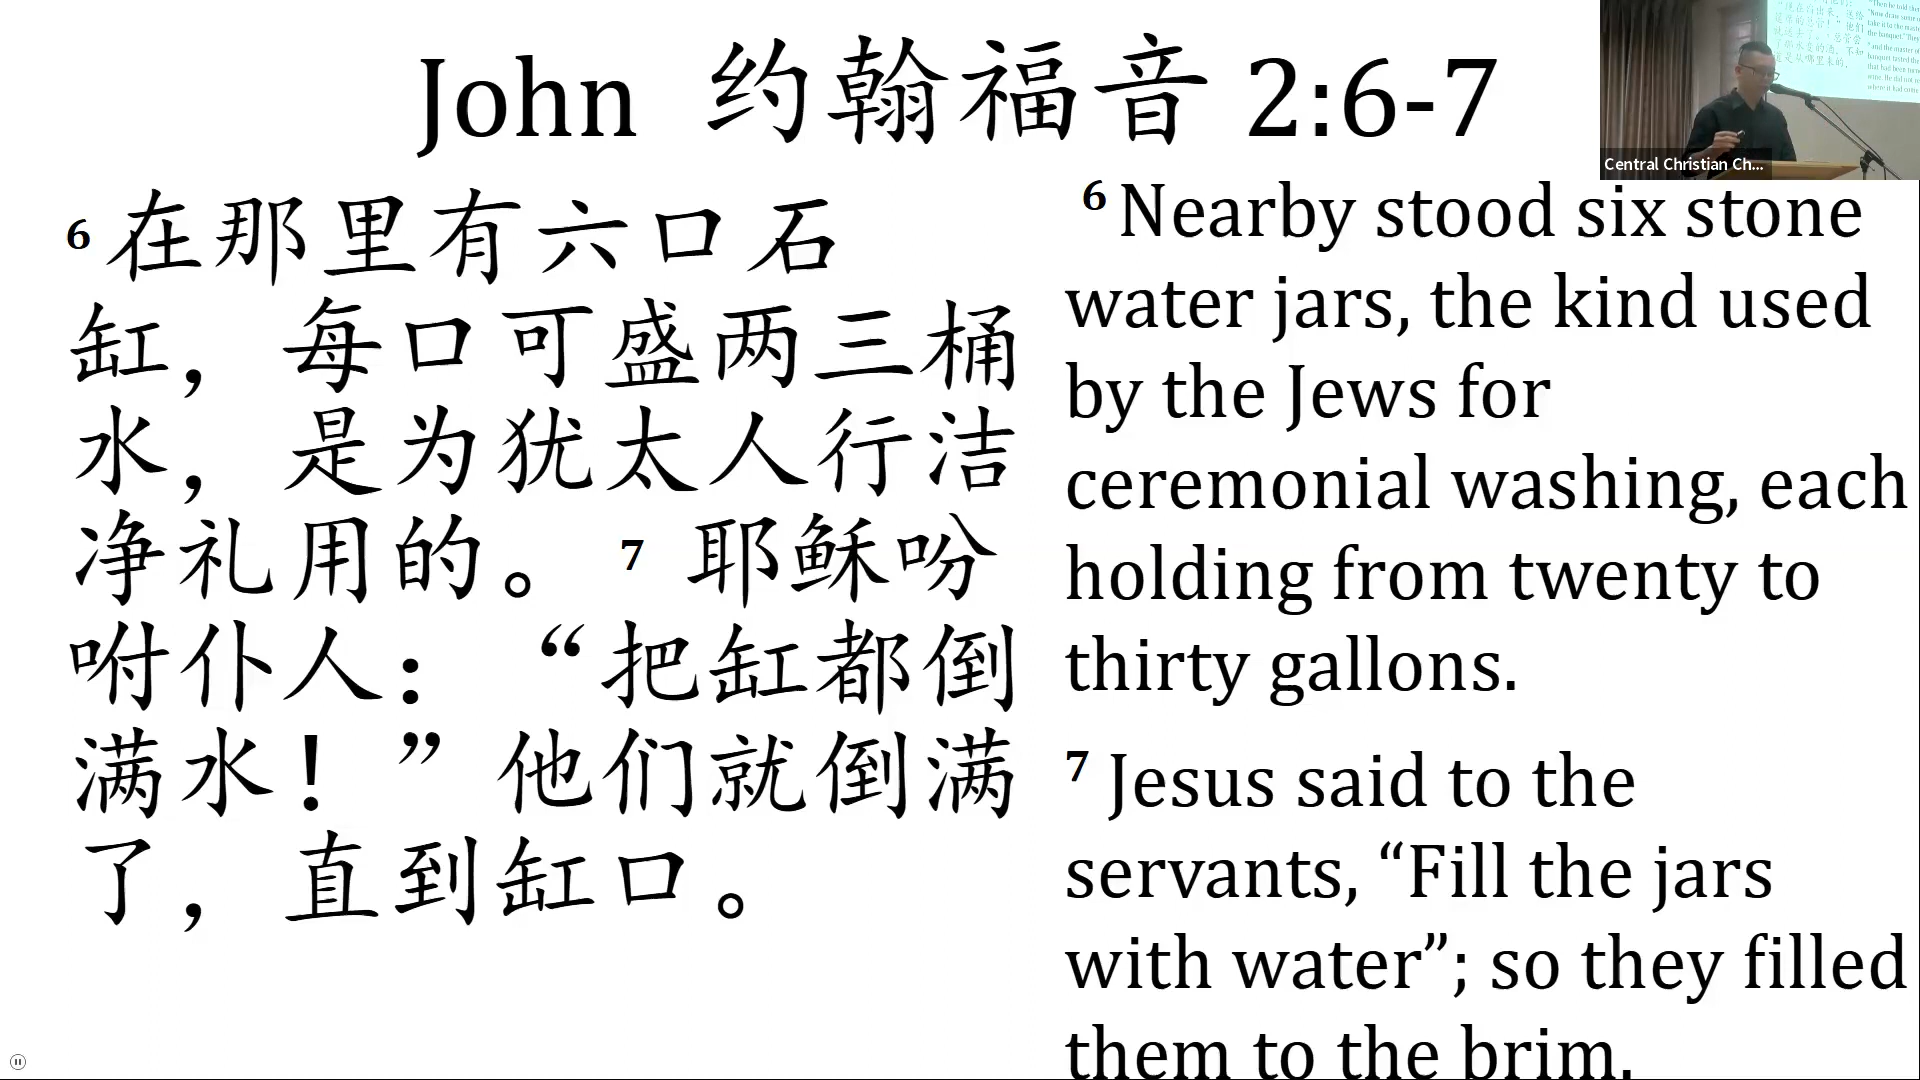 John 约翰福音 2:6-7
6 在那里有六口石
缸，每口可盛两三桶
水，是为犹太人行洁
净礼用的。 7 耶稣吩
咐仆人：“把缸都倒
满水！”他们就倒满
了，直到缸口。
6 Nearby stood six stone
water jars, the kind used
by the Jews for
ceremonial washing, each
holding from twenty to
thirty gallons.
7 Jesus said to the
servants, “Fill the jars
with water”; so they filled
them to the brim.
Central Christian Ch...